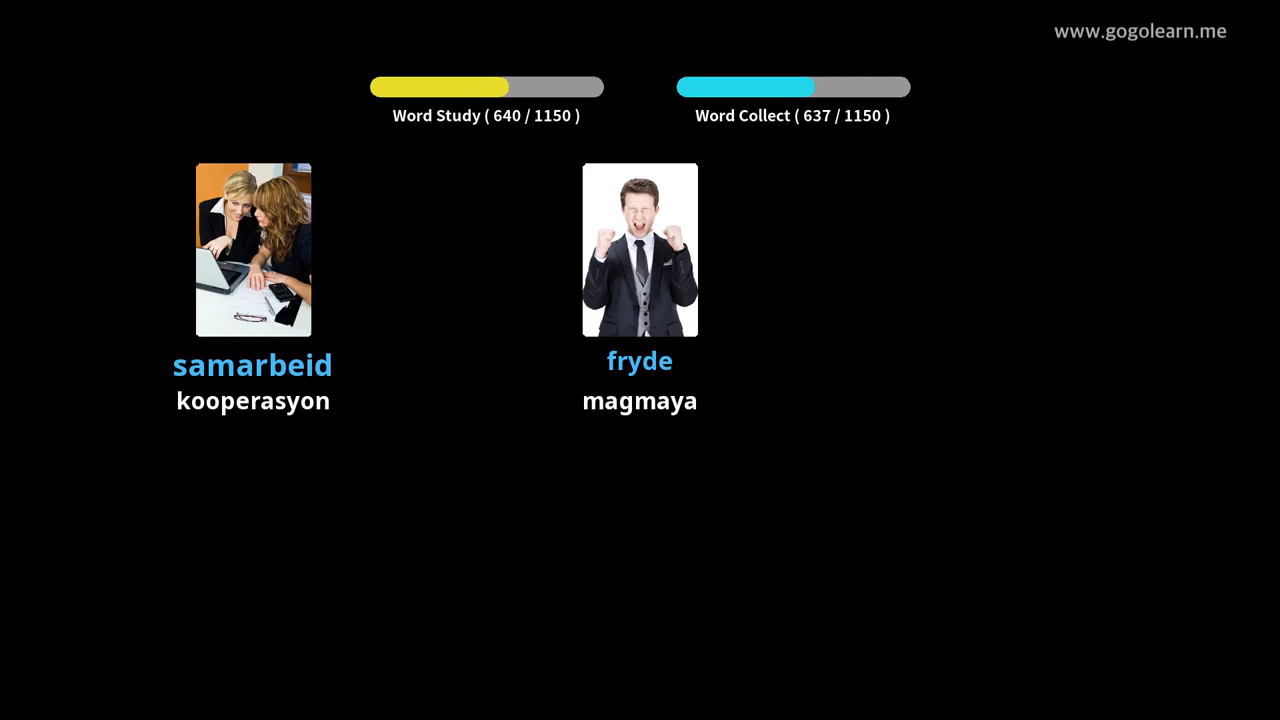 www.gogolearn.me
Word Study ( 640 / 1150 )
Word Collect ( 637 / 1150 )
samarbeid
kooperasyon
fryde
magmaya